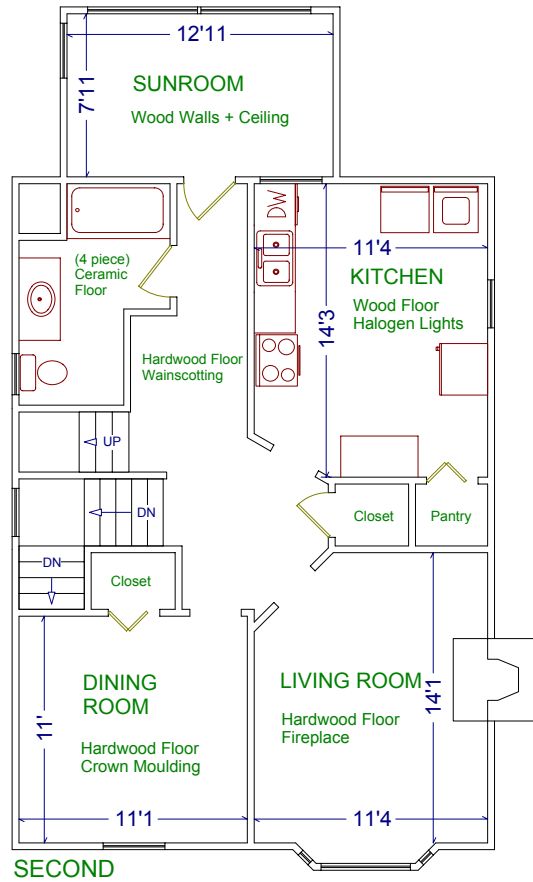 12'11
7'11
SUNROOM
Wood Walls + Ceiling
DW
(4 piece)
Ceramic
Floor
11'4
KITCHEN
Wood Floor
Halogen Lights
14'3
Hardwood Floor
Wainscotting
UP
DN
Closet
Pantry
DN
Closet
DINING
ROOM
11'
Hardwood Floor
Crown Moulding
11'1
LIVING ROOM
14'1
Hardwood Floor
Fireplace
11'4
SECOND